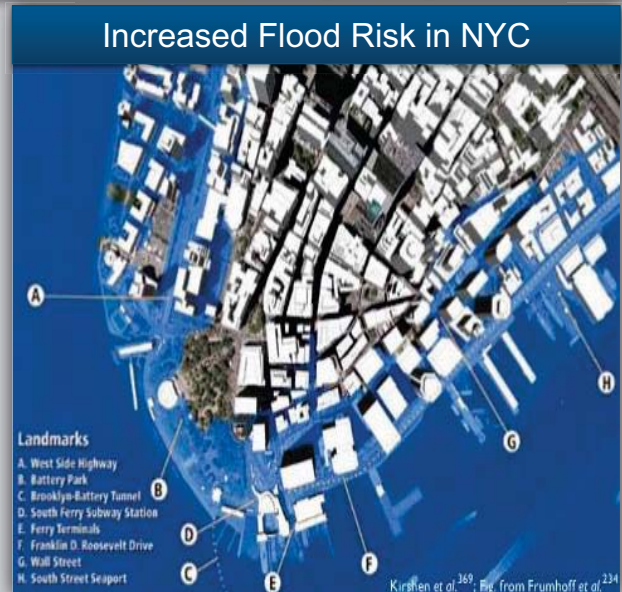 Increased Flood Risk in NYC
A
Landmarks
A. West Side Highway
B. Battery Park
C. Brooklyn-Battery Tunnel
D. South Ferry Subway Station
E. Ferry Terminals
F. Franklin D. Roosevelt Drive
G. Wall Street
H. South Street Seaport
B
D
C
E
F
G
H
Kirshen et al.369; Fig. from Frumhoff et al.234